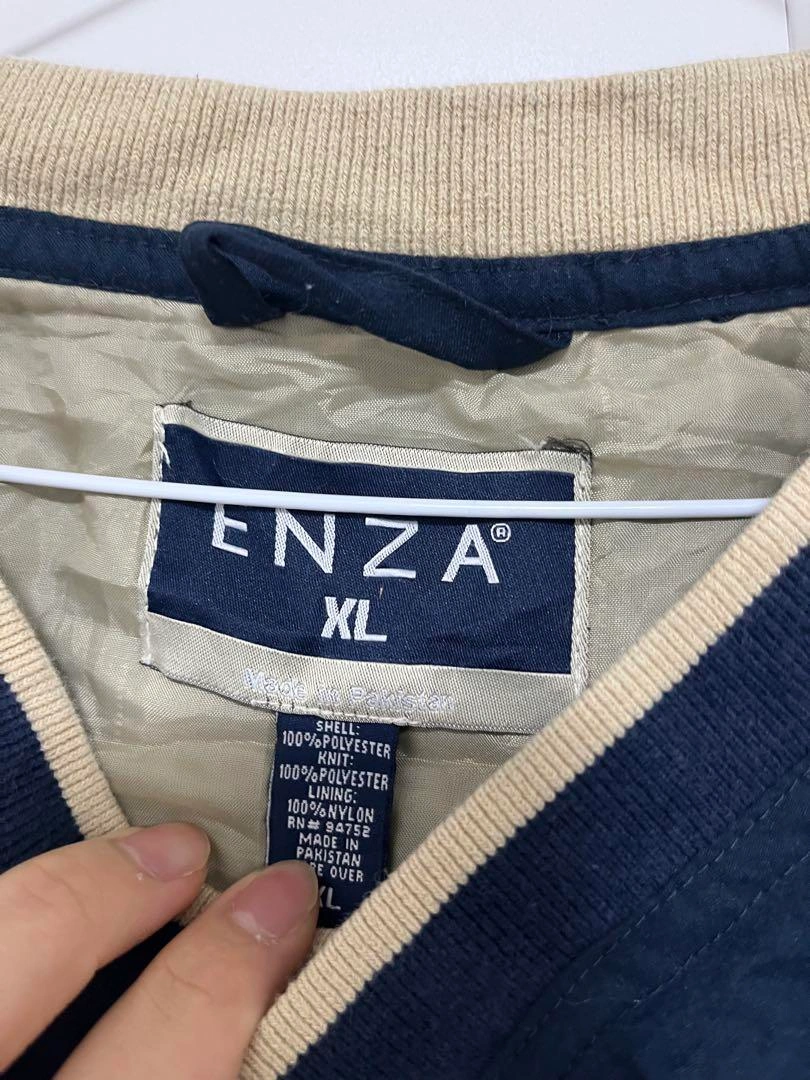 ENZA®
XL
Made in Pakistan
SHELL:
100%POLYESTER
KNIT:
100%POLYESTER
LINING:
100%NYLON
RN# 94752
MADE IN
PAKISTAN
OVER
XL